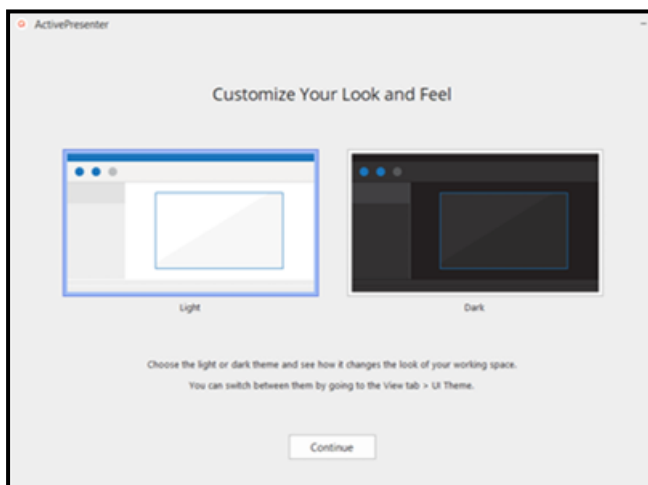 ActivePresenter
Customize Your Look and Feel
Light
Dark
Choose the light or dark theme and see how it changes the look of your working space.
You can switch between them by going to the View tab > UI Theme.
Continue